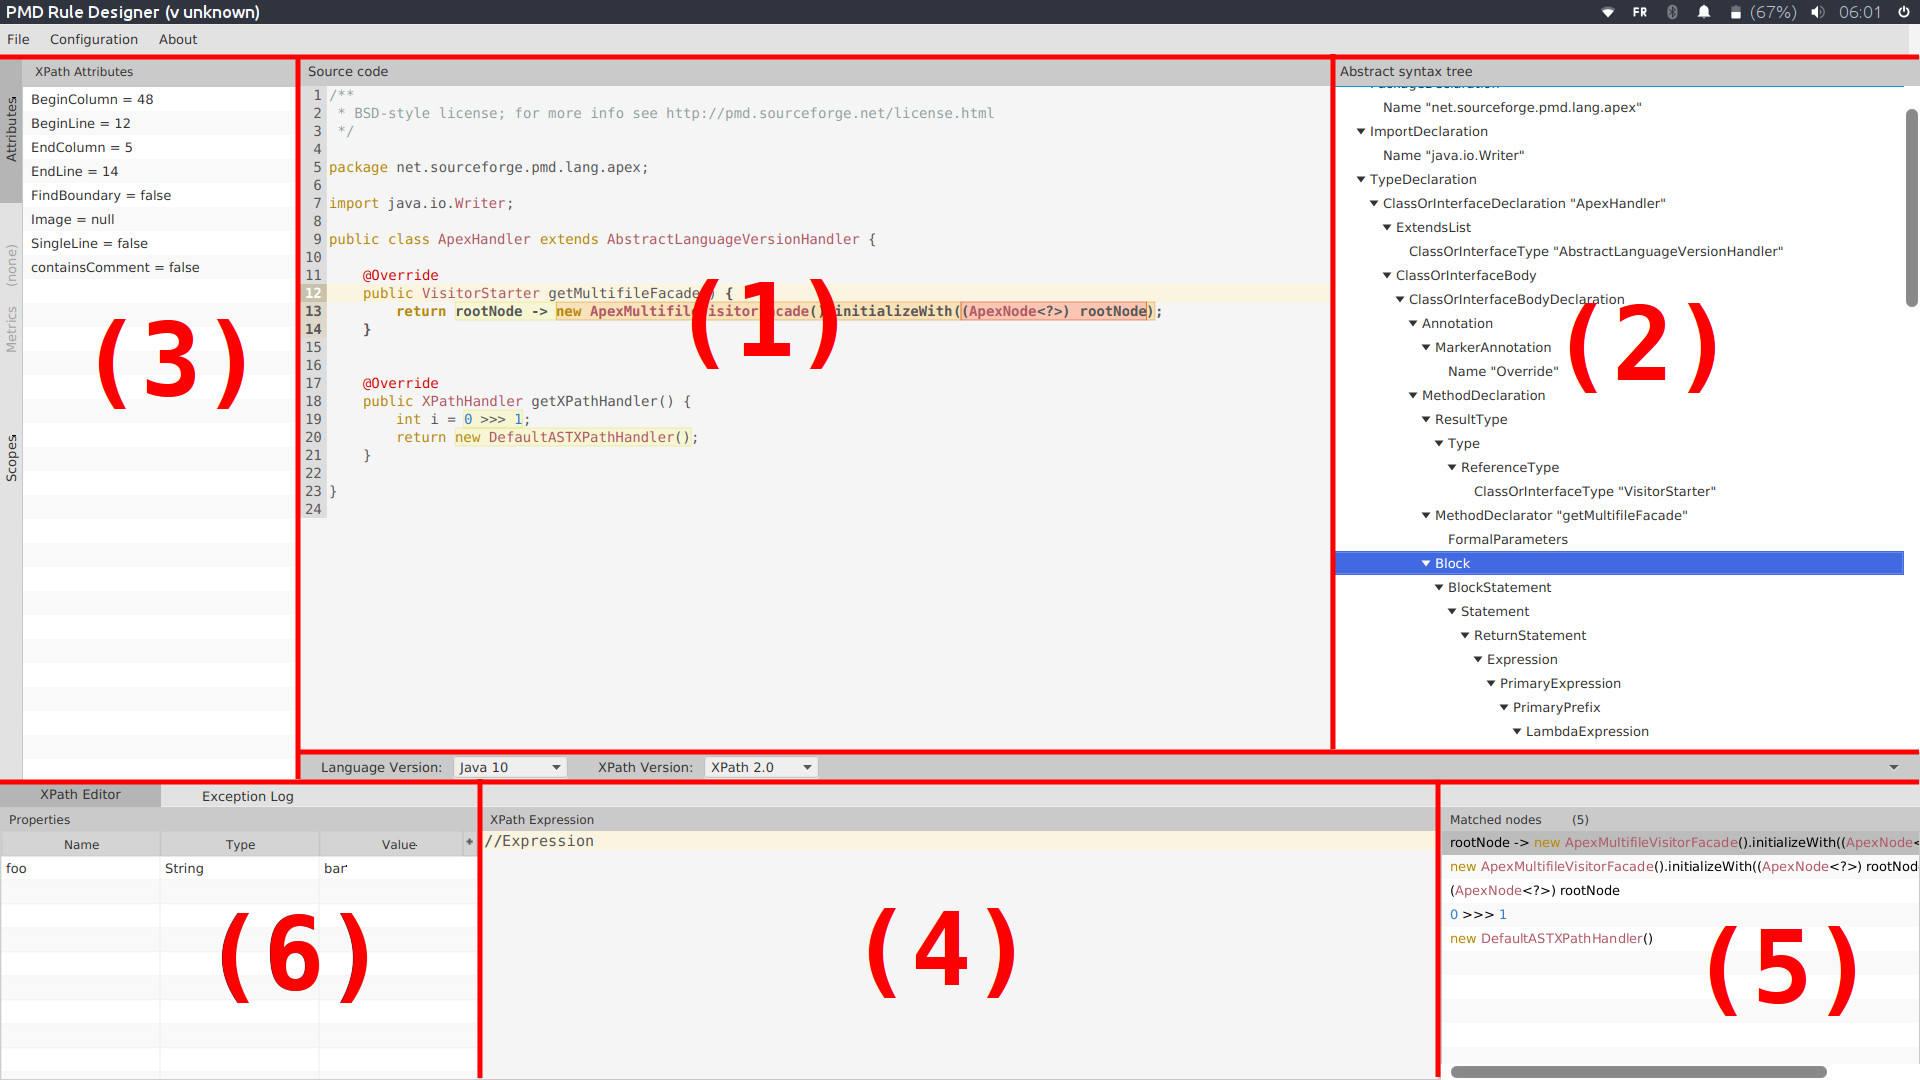 PMD Rule Designer (v unknown)
FR
(67%)
06:01
File
Configuration
About
Attributes
(none)
Metrics
Scopes
XPath Attributes
BeginColumn = 48
BeginLine = 12
EndColumn = 5
EndLine = 14
FindBoundary = false
Image = null
SingleLine = false
containsComment = false
(3)
Source code
1 /**
2  * BSD-style license; for more info see http://pmd.sourceforge.net/license.html
3  */
4
5 package net.sourceforge.pmd.lang.apex;
6
7 import java.io.Writer;
8
9 public class ApexHandler extends AbstractLanguageVersionHandler {
10
11     @Override
12     public VisitorStarter getMultifileFacade() {
13         return rootNode -> new ApexMultifileVisitorFacade().initializeWith((ApexNode<?>) rootNode);
14     }
15
16
17     @Override
18     public XPathHandler getXPathHandler() {
19         int i = 0 >>> 1;
20         return new DefaultASTXPathHandler();
21     }
22
23 }
24
(1)
Abstract syntax tree
PackageDeclaration
Name "net.sourceforge.pmd.lang.apex"
ImportDeclaration
Name "java.io.Writer"
TypeDeclaration
ClassOrInterfaceDeclaration "ApexHandler"
ExtendsList
ClassOrInterfaceType "AbstractLanguageVersionHandler"
ClassOrInterfaceBody
ClassOrInterfaceBodyDeclaration
Annotation
MarkerAnnotation
Name "Override"
MethodDeclaration
ResultType
Type
ReferenceType
ClassOrInterfaceType "VisitorStarter"
MethodDeclarator "getMultifileFacade"
FormalParameters
Block
BlockStatement
Statement
ReturnStatement
Expression
PrimaryExpression
PrimaryPrefix
LambdaExpression
(2)
Language Version:
Java 10
XPath Version:
XPath 2.0
XPath Editor
Exception Log
Properties
Name
Type
Value
+
foo
String
bar
(6)
XPath Expression
//Expression
(4)
Matched nodes (5)
rootNode -> new ApexMultifileVisitorFacade().initializeWith((ApexNode<
new ApexMultifileVisitorFacade().initializeWith((ApexNode<?>) rootNod
(ApexNode<?>) rootNode
0 >>> 1
new DefaultASTXPathHandler()
(5)